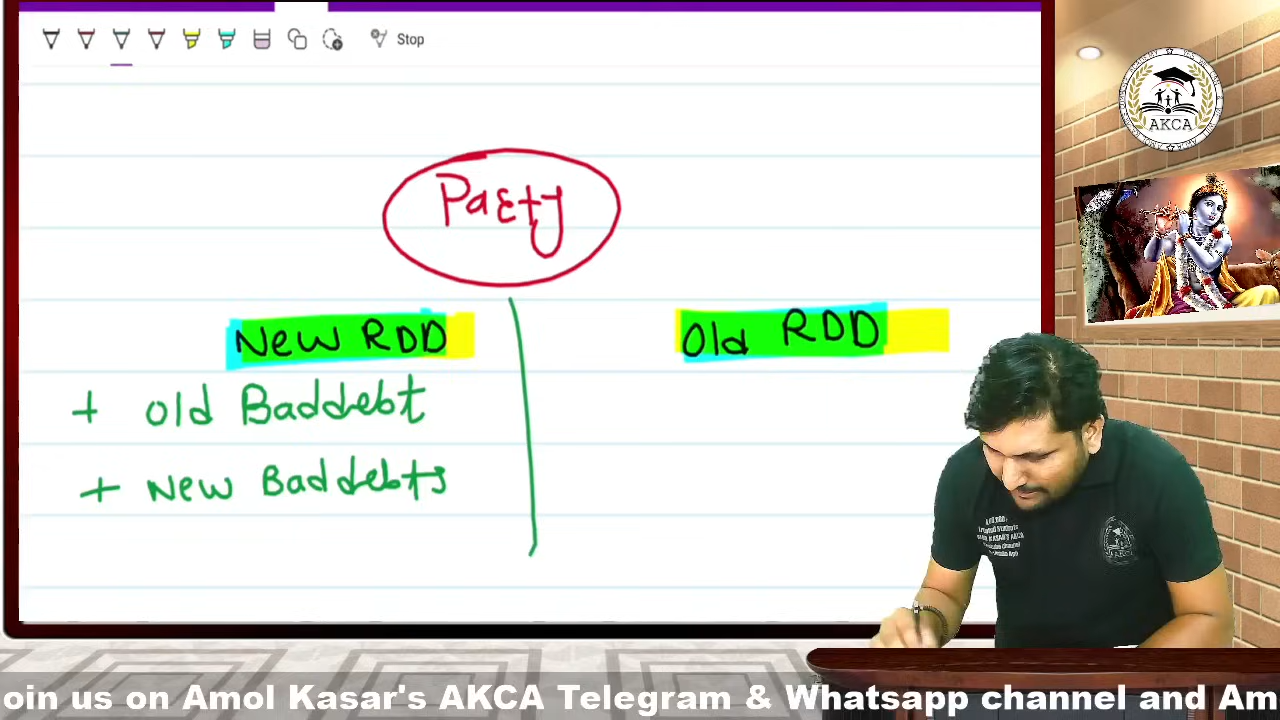 Stop
AKCA
Party
New RDD
Old RDD
+ old Baddebt
+ New Baddebts
AKCA
oin us on Amol Kasar's AKCA Telegram & Whatsapp channel and Am